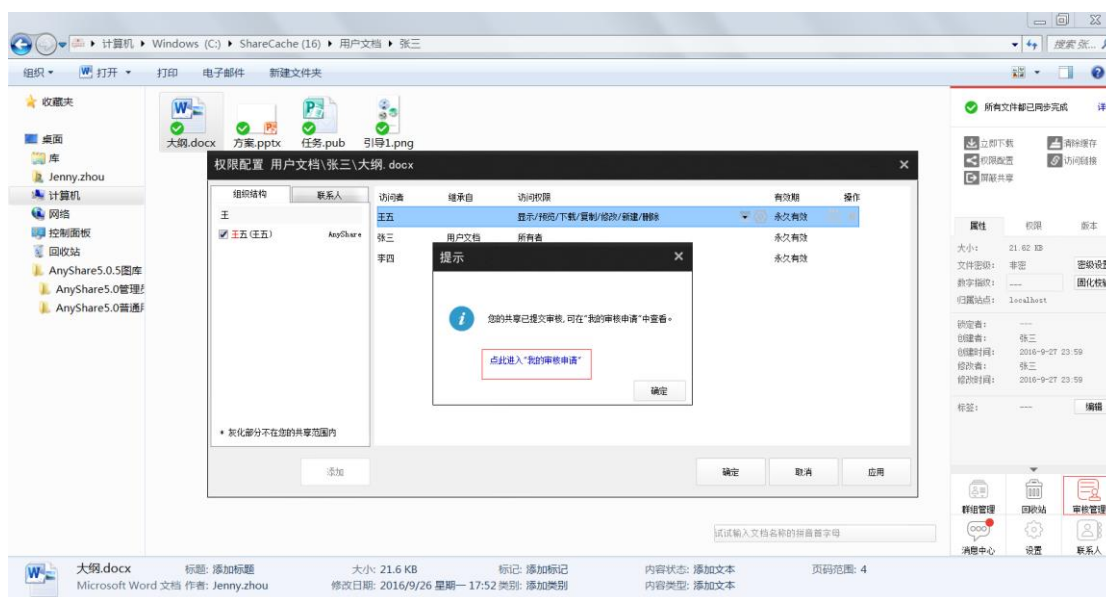 计算机 ▸ Windows (C:) ▸ ShareCache (16) ▸ 用户文档 ▸ 张三
搜索 张...
组织 打开 打印 电子邮件 新建文件夹
收藏夹
桌面
库
Jenny.zhou
计算机
网络
控制面板
回收站
AnyShare5.0.5图库
AnyShare5.0管理
AnyShare5.0普通
大纲.docx 方案.pptx 任务.pub 引导1.png
权限配置 用户文档\张三\大纲.docx
组织结构 联系人
王
王五(王五) AnyShare
* 灰化部分不在您的共享范围内
添加
访问者 继承自 访问权限 有效期 操作
王五 显示/预览/下载/复制/修改/新建/删除 永久有效
张三 用户文档 所有者 永久有效
李四 永久有效
提示
您的共享已提交审核,可在“我的审核申请”中查看。
点此进入“我的审核申请”
确定
确定 取消 应用
试试输入文档名称的拼音首字母
所有文件都已同步完成 详
立即下载 清除缓存
权限配置 访问链接
屏蔽共享
属性 权限 版本
大小: 21.62 KB
文件密级: 非密 密级设置
数字指纹: --- 固化校验
归属站点: localhost
锁定者: ---
创建者: 张三
创建时间: 2016-9-27 23:59
修改者: 张三
修改时间: 2016-9-27 23:59
标签: --- 编辑
群组管理 回收站 审核管理
消息中心 设置 联系人
大纲.docx 标题: 添加标题 大小: 21.6 KB 标记: 添加标记 内容状态: 添加文本 页码范围: 4
Microsoft Word 文档 作者: Jenny.zhou 修改日期: 2016/9/26 星期一 17:52 类别: 添加类别 内容类型: 添加文本